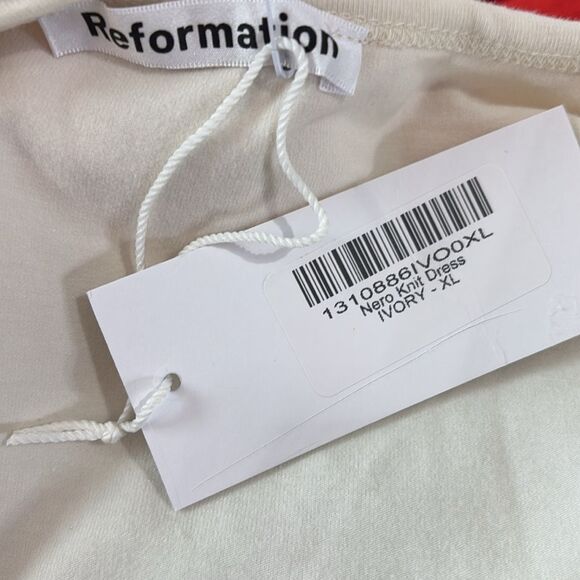 Reformation
1310886IVO0XL
Nero Knit Dress
IVORY - XL